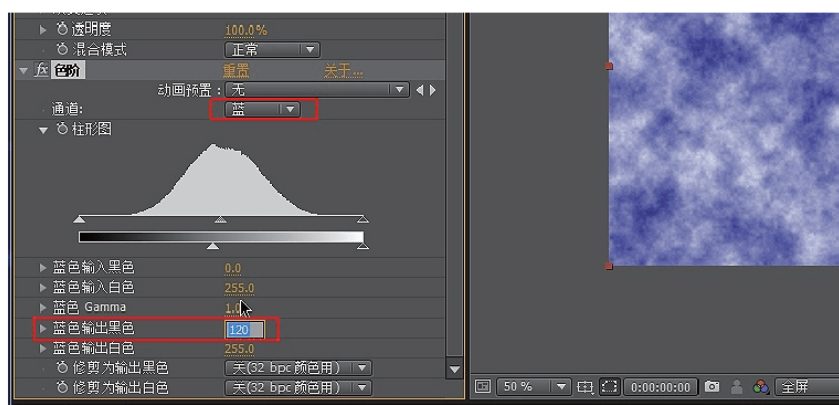 透明度 100.0%
混合模式 正常
fx 色阶 重置 关于...
动画预置: 无
通道: 蓝
柱形图
蓝色输入黑色 0.0
蓝色输入白色 255.0
蓝色 Gamma 1.0
蓝色输出黑色 120
蓝色输出白色 255.0
修剪为输出黑色 关(32 bpc 颜色用)
修剪为输出白色 关(32 bpc 颜色用)
50 % 0:00:00:00 全屏